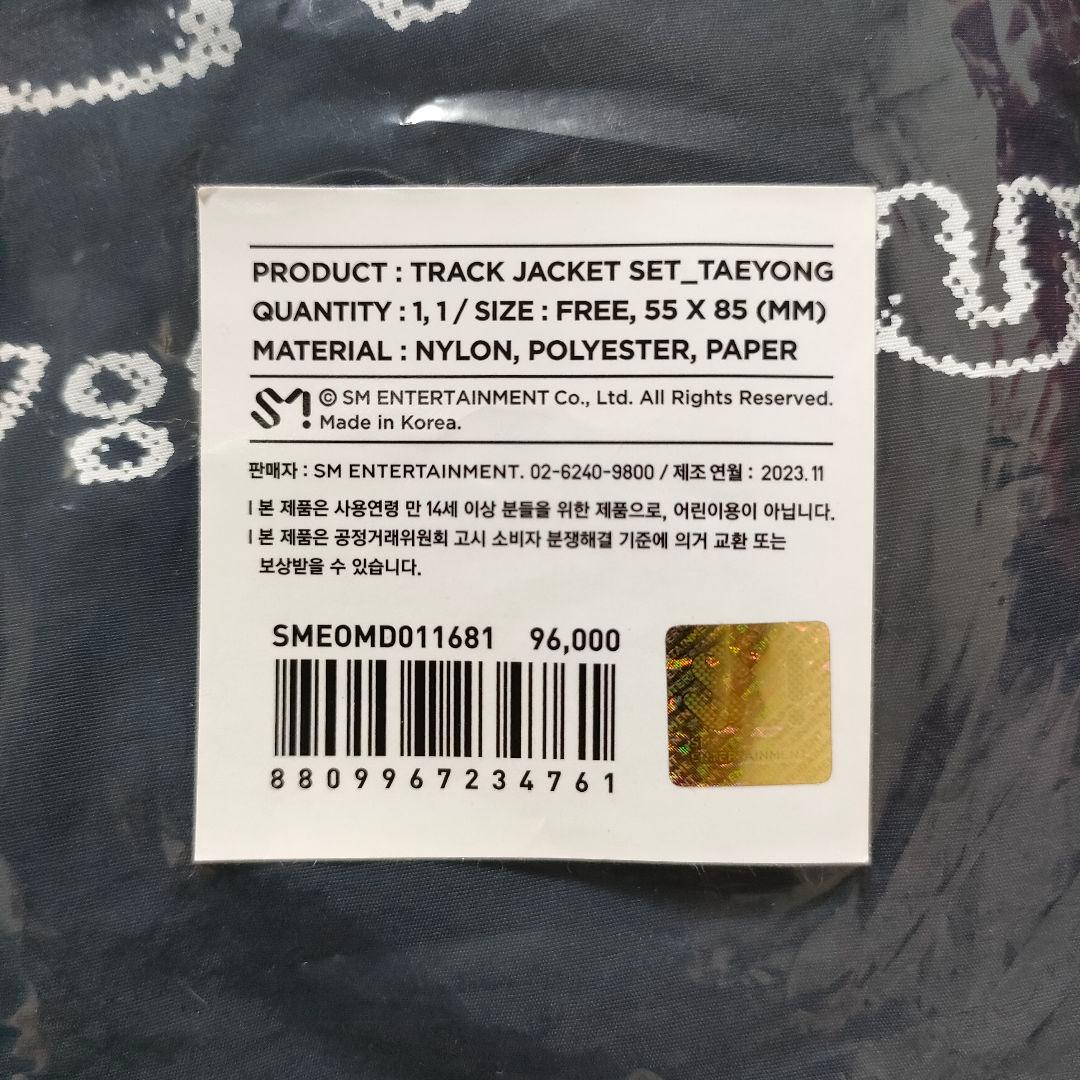 PRODUCT : TRACK JACKET SET_TAEYONG
QUANTITY : 1, 1 / SIZE : FREE, 55 X 85 (MM)
MATERIAL : NYLON, POLYESTER, PAPER
SM
© SM ENTERTAINMENT Co., Ltd. All Rights Reserved.
Made in Korea.
판매자 : SM ENTERTAINMENT. 02-6240-9800 / 제조 연월 : 2023.11
| 본 제품은 사용연령 만 14세 이상 분들을 위한 제품으로, 어린이용이 아닙니다.
| 본 제품은 공정거래위원회 고시 소비자 분쟁해결 기준에 의거 교환 또는
보상받을 수 있습니다.
SMEOMD011681 96,000
8809967234761
ENTERTAINMENT